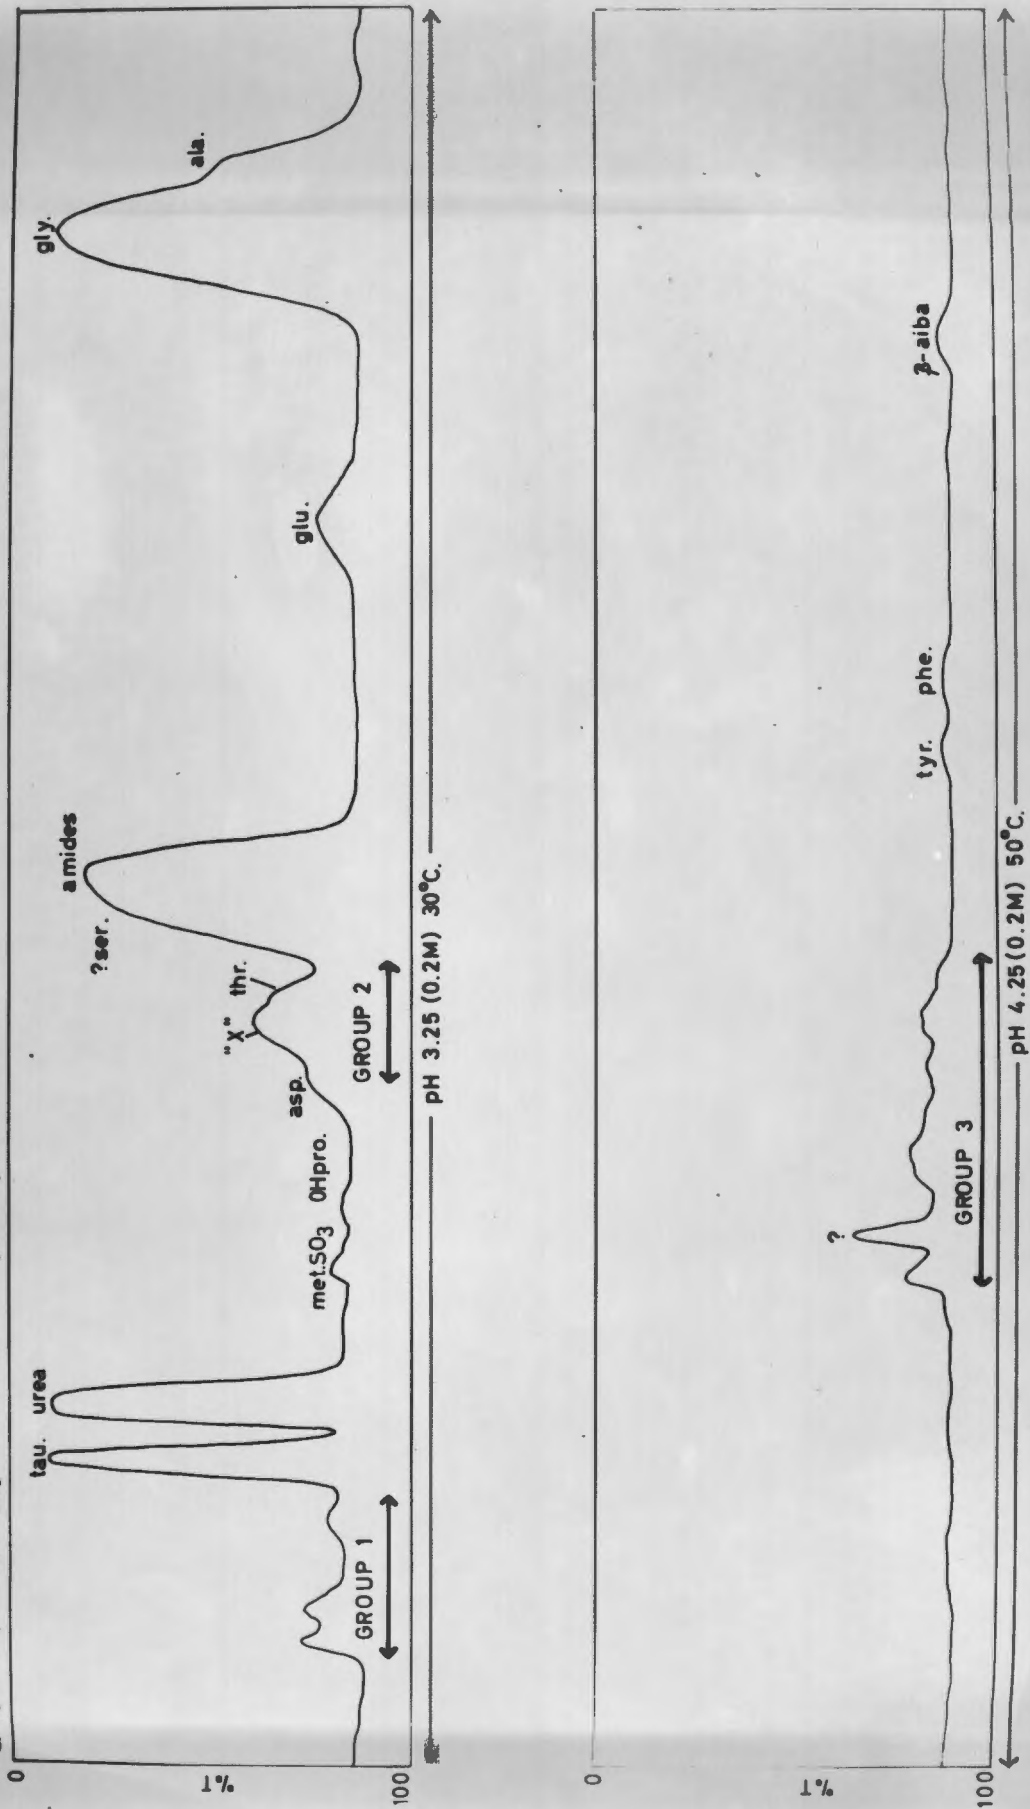 0
%T
100
GROUP 1
tau.
urea
met.SO3
OHpro.
asp.
"X"
thr.
GROUP 2
?ser.
amides
glu.
gly.
ala.
pH 3.25 (0.2M) 30°C.
0
%T
100
?
GROUP 3
tyr.
phe.
β-aiba
pH 4.25 (0.2M) 50°C.